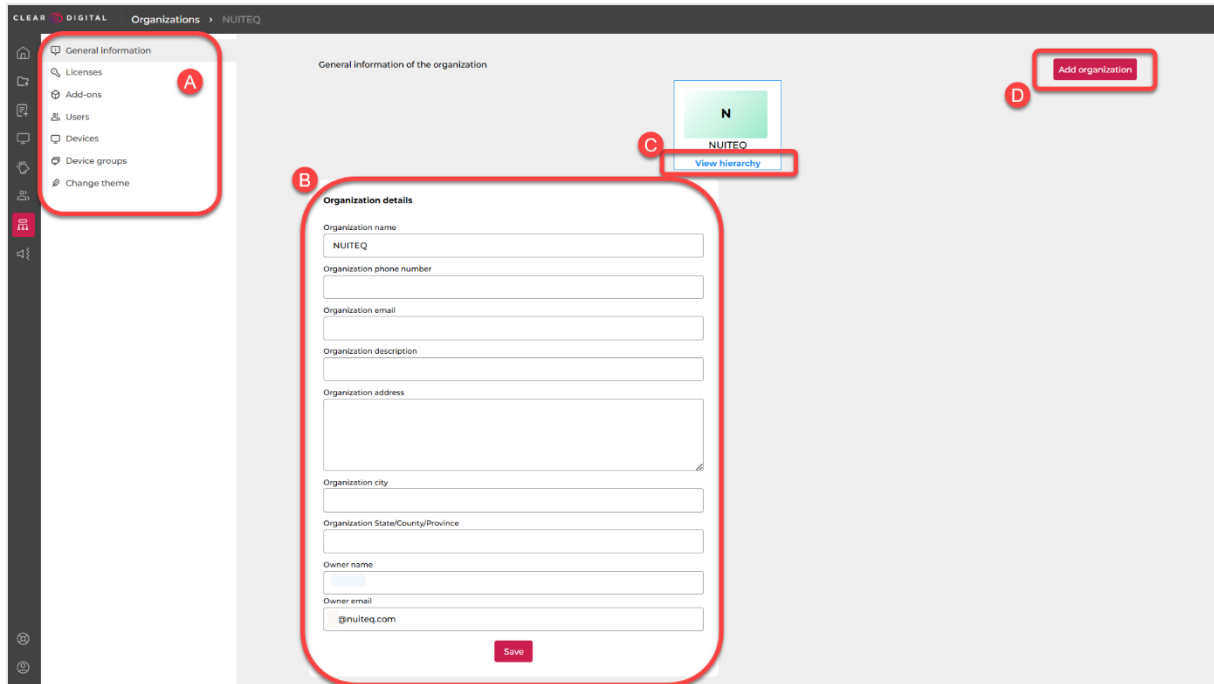 CLEAR DIGITAL Organizations › NUITEQ
General information
Licenses
Add-ons
Users
Devices
Device groups
Change theme
A
General information of the organization
Add organization
D
N
NUITEQ
C
View hierarchy
B
Organization details
Organization name
NUITEQ
Organization phone number
Organization email
Organization description
Organization address
Organization city
Organization State/County/Province
Owner name
Owner email
@nuiteq.com
Save